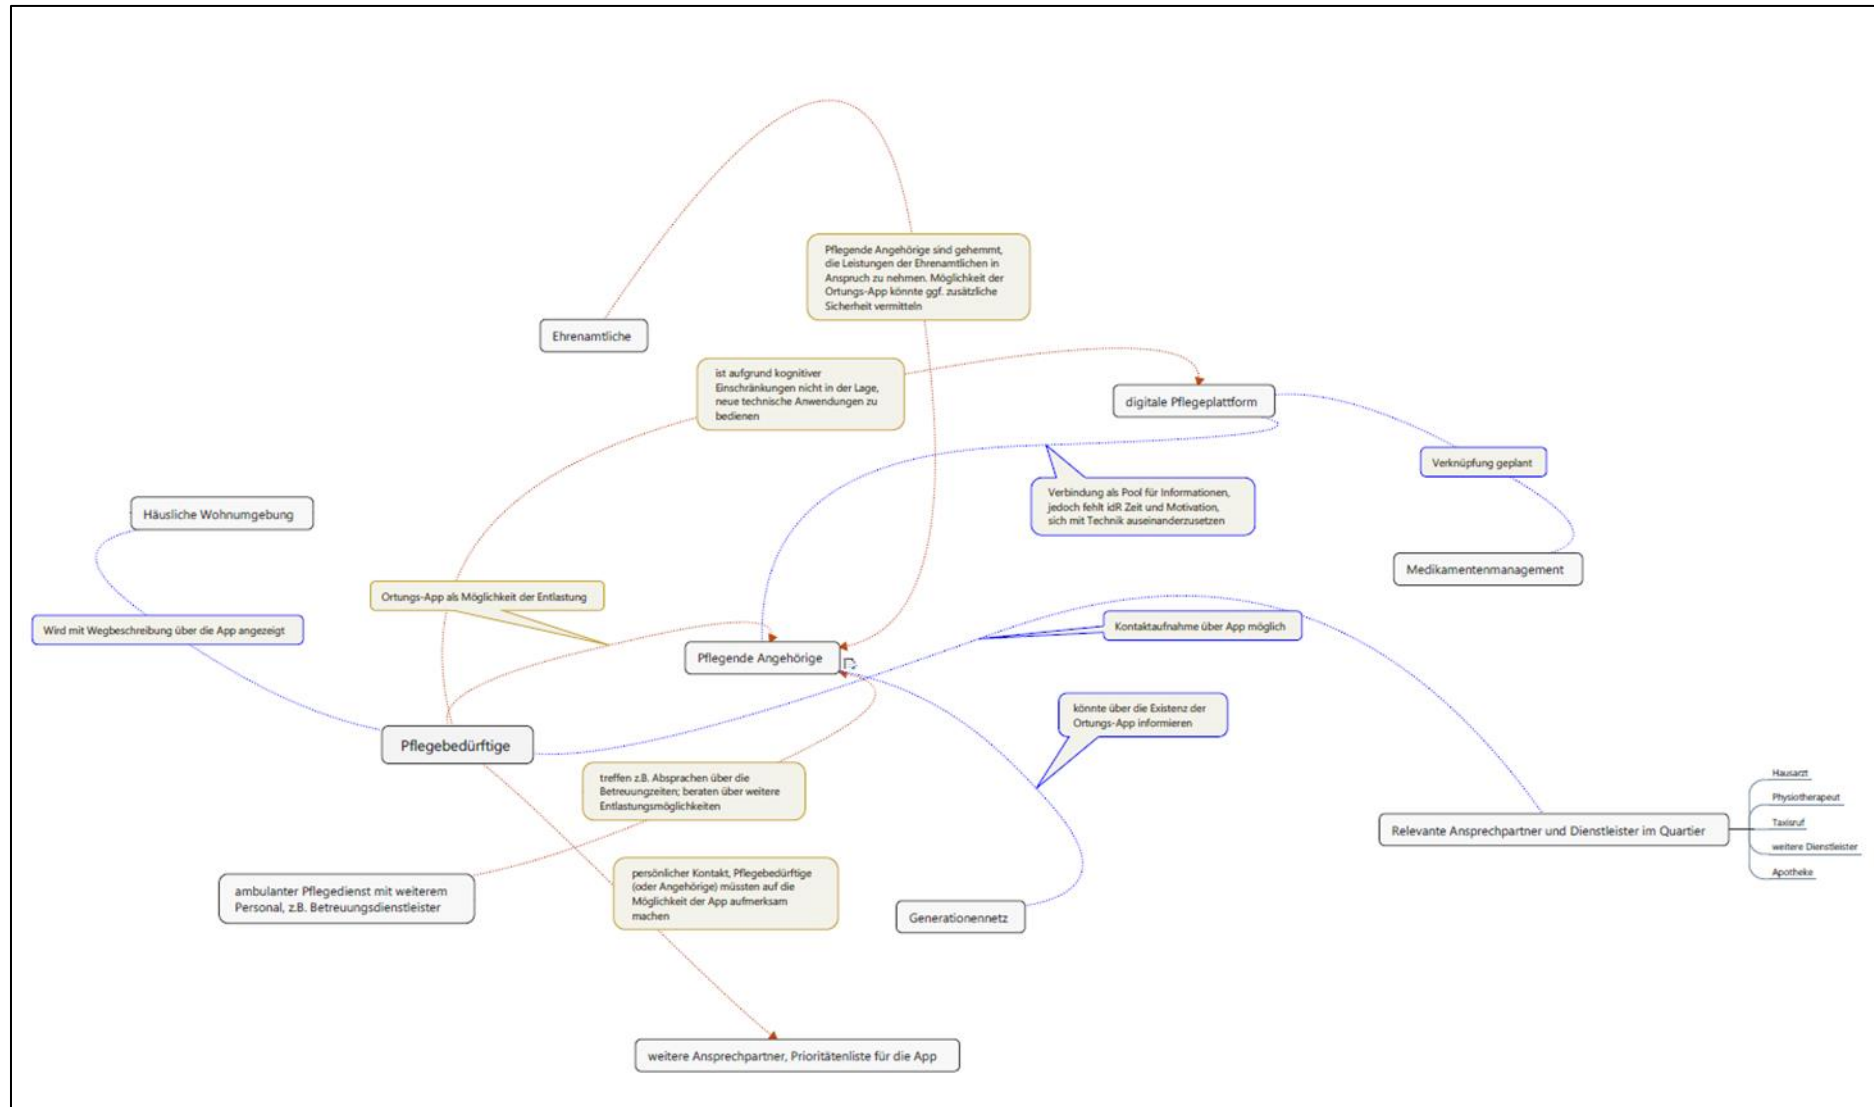 Pflegende Angehörige sind gehemmt,
die Leistungen der Ehrenamtlichen in
Anspruch zu nehmen. Möglichkeit der
Ortungs-App könnte ggf. zusätzliche
Sicherheit vermitteln
Ehrenamtliche
ist aufgrund kognitiver
Einschränkungen nicht in der Lage,
neue technische Anwendungen zu
bedienen
digitale Pflegeplattform
Verknüpfung geplant
Verbindung als Pool für Informationen,
jedoch fehlt idR Zeit und Motivation,
sich mit Technik auseinanderzusetzen
Häusliche Wohnumgebung
Medikamentenmanagement
Ortungs-App als Möglichkeit der Entlastung
Wird mit Wegbeschreibung über die App angezeigt
Kontaktaufnahme über App möglich
Pflegende Angehörige
könnte über die Existenz der
Ortungs-App informieren
Pflegebedürftige
treffen z.B. Absprachen über die
Betreuungzeiten; beraten über weitere
Entlastungsmöglichkeiten
Relevante Ansprechpartner und Dienstleister im Quartier
Hausarzt
Physiotherapeut
Taxisruf
weitere Dienstleister
Apotheke
ambulanter Pflegedienst mit weiterem
Personal, z.B. Betreuungsdienstleister
persönlicher Kontakt, Pflegebedürftige
(oder Angehörige) müssten auf die
Möglichkeit der App aufmerksam
machen
Generationennetz
weitere Ansprechpartner, Prioritätenliste für die App